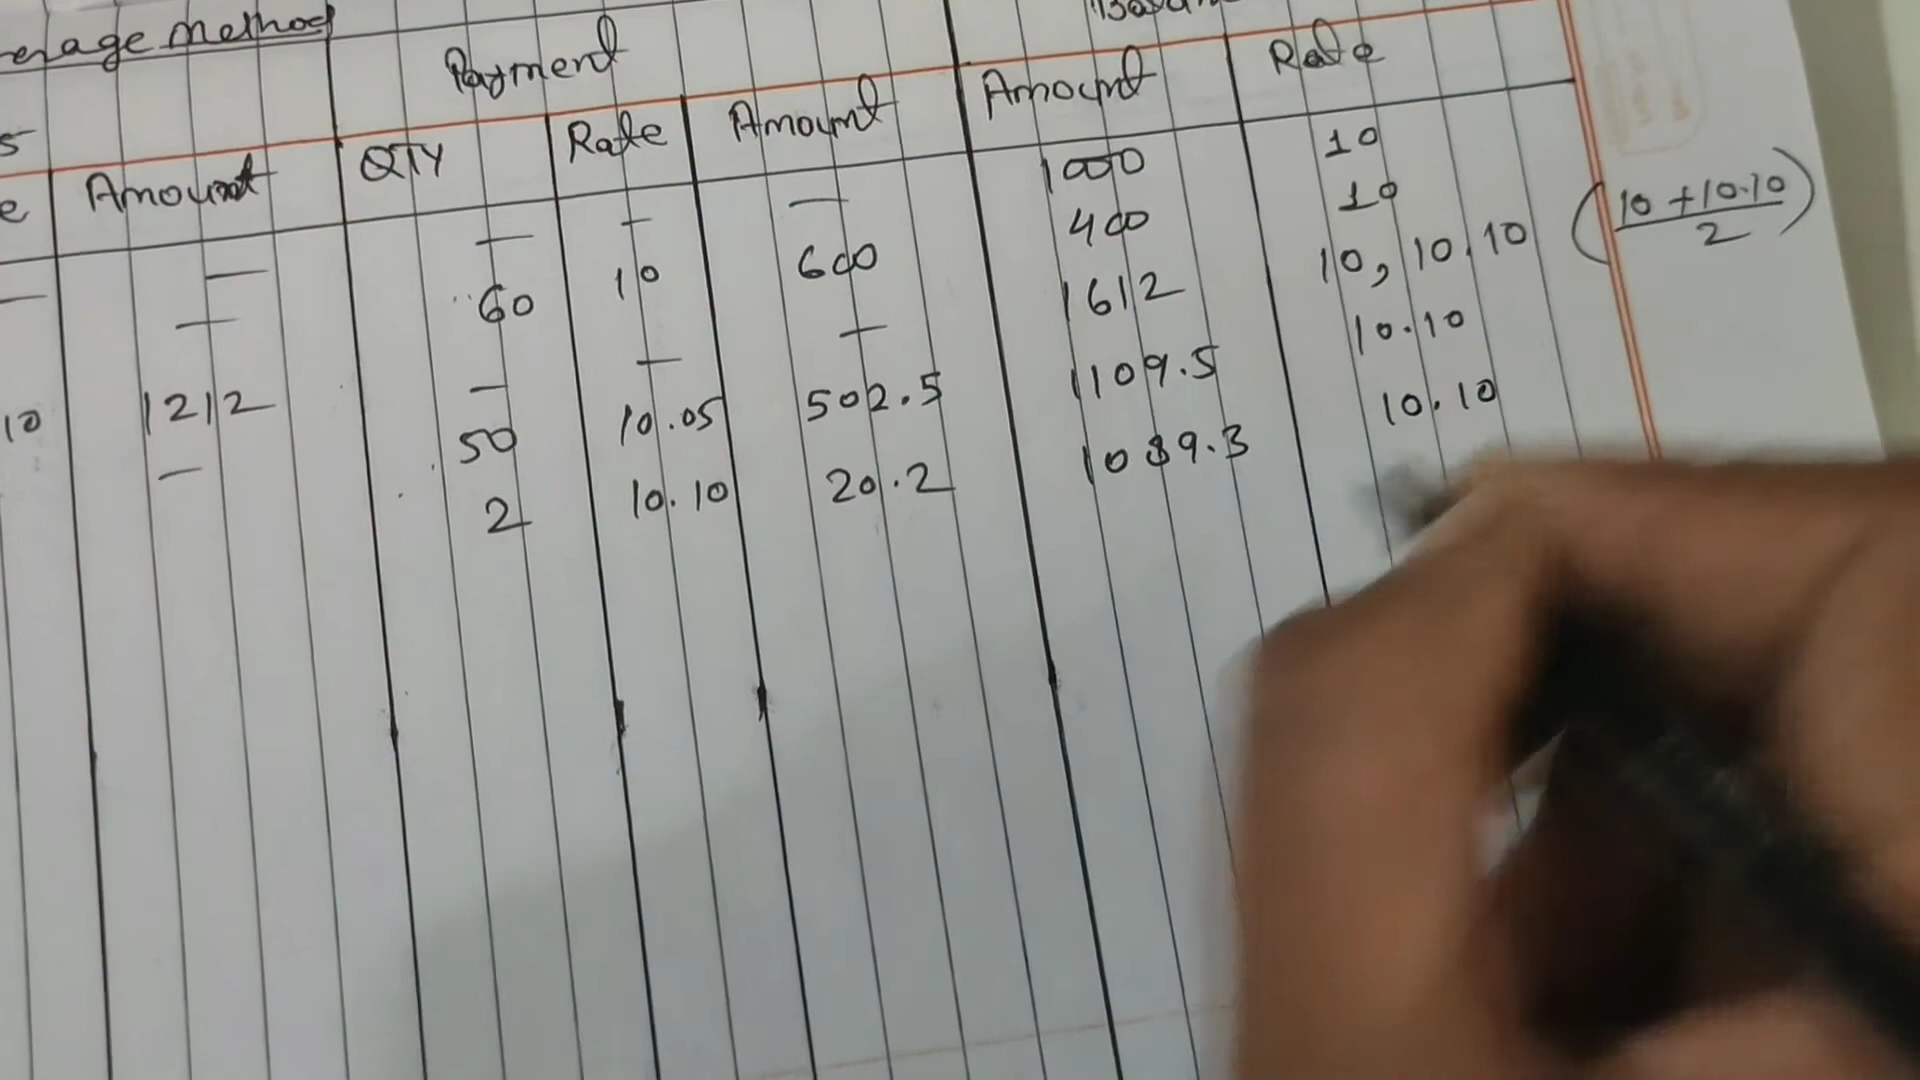 erage Method
Payment
Amount QTY Rate Amount Amount Rate
— — — — 1000 10
— 60 10 600 400 10
10 1212 — — — 1612 10, 10.10 (10 + 10.10 / 2)
— 50 10.05 502.5 1109.5 10.10
2 10.10 20.2 1089.3 10.10